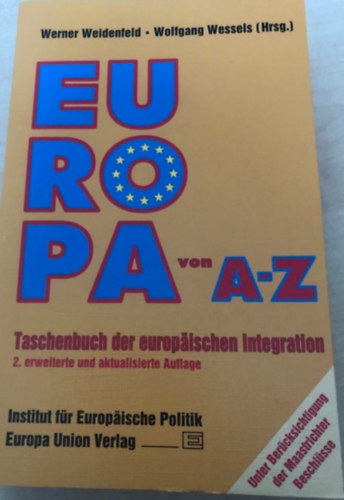 Werner Weidenfeld · Wolfgang Wessels (Hrsg.)
EU
RO
PA von A-Z
Taschenbuch der europäischen Integration
2. erweiterte und aktualisierte Auflage
Institut für Europäische Politik
Europa Union Verlag E
Unter Berücksichtigung
der Maastrichter
Beschlüsse